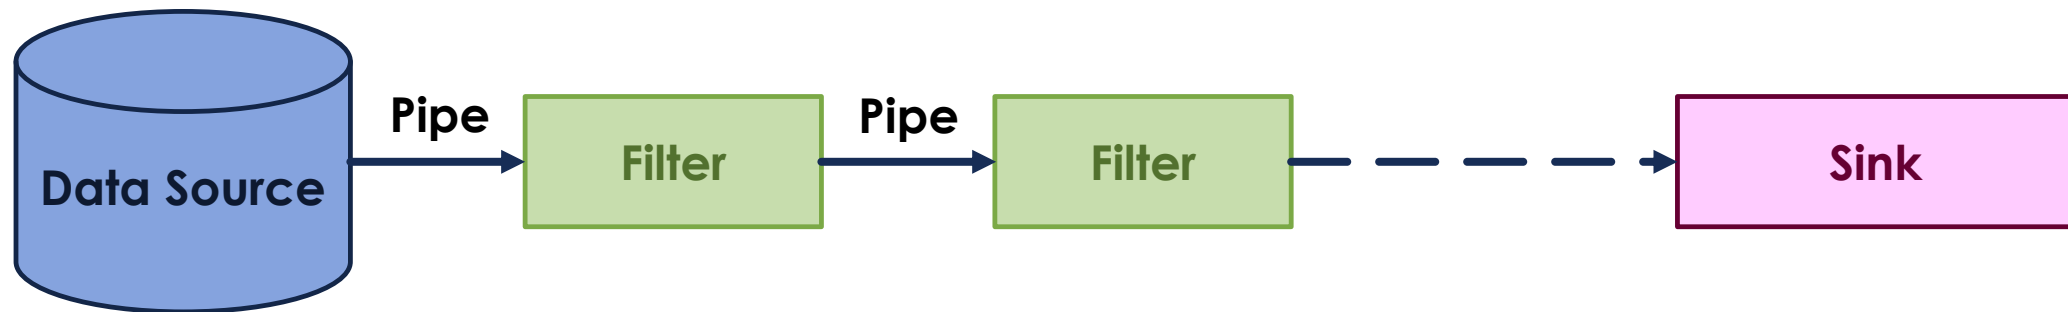 Data Source
Pipe
Filter
Pipe
Filter
Sink